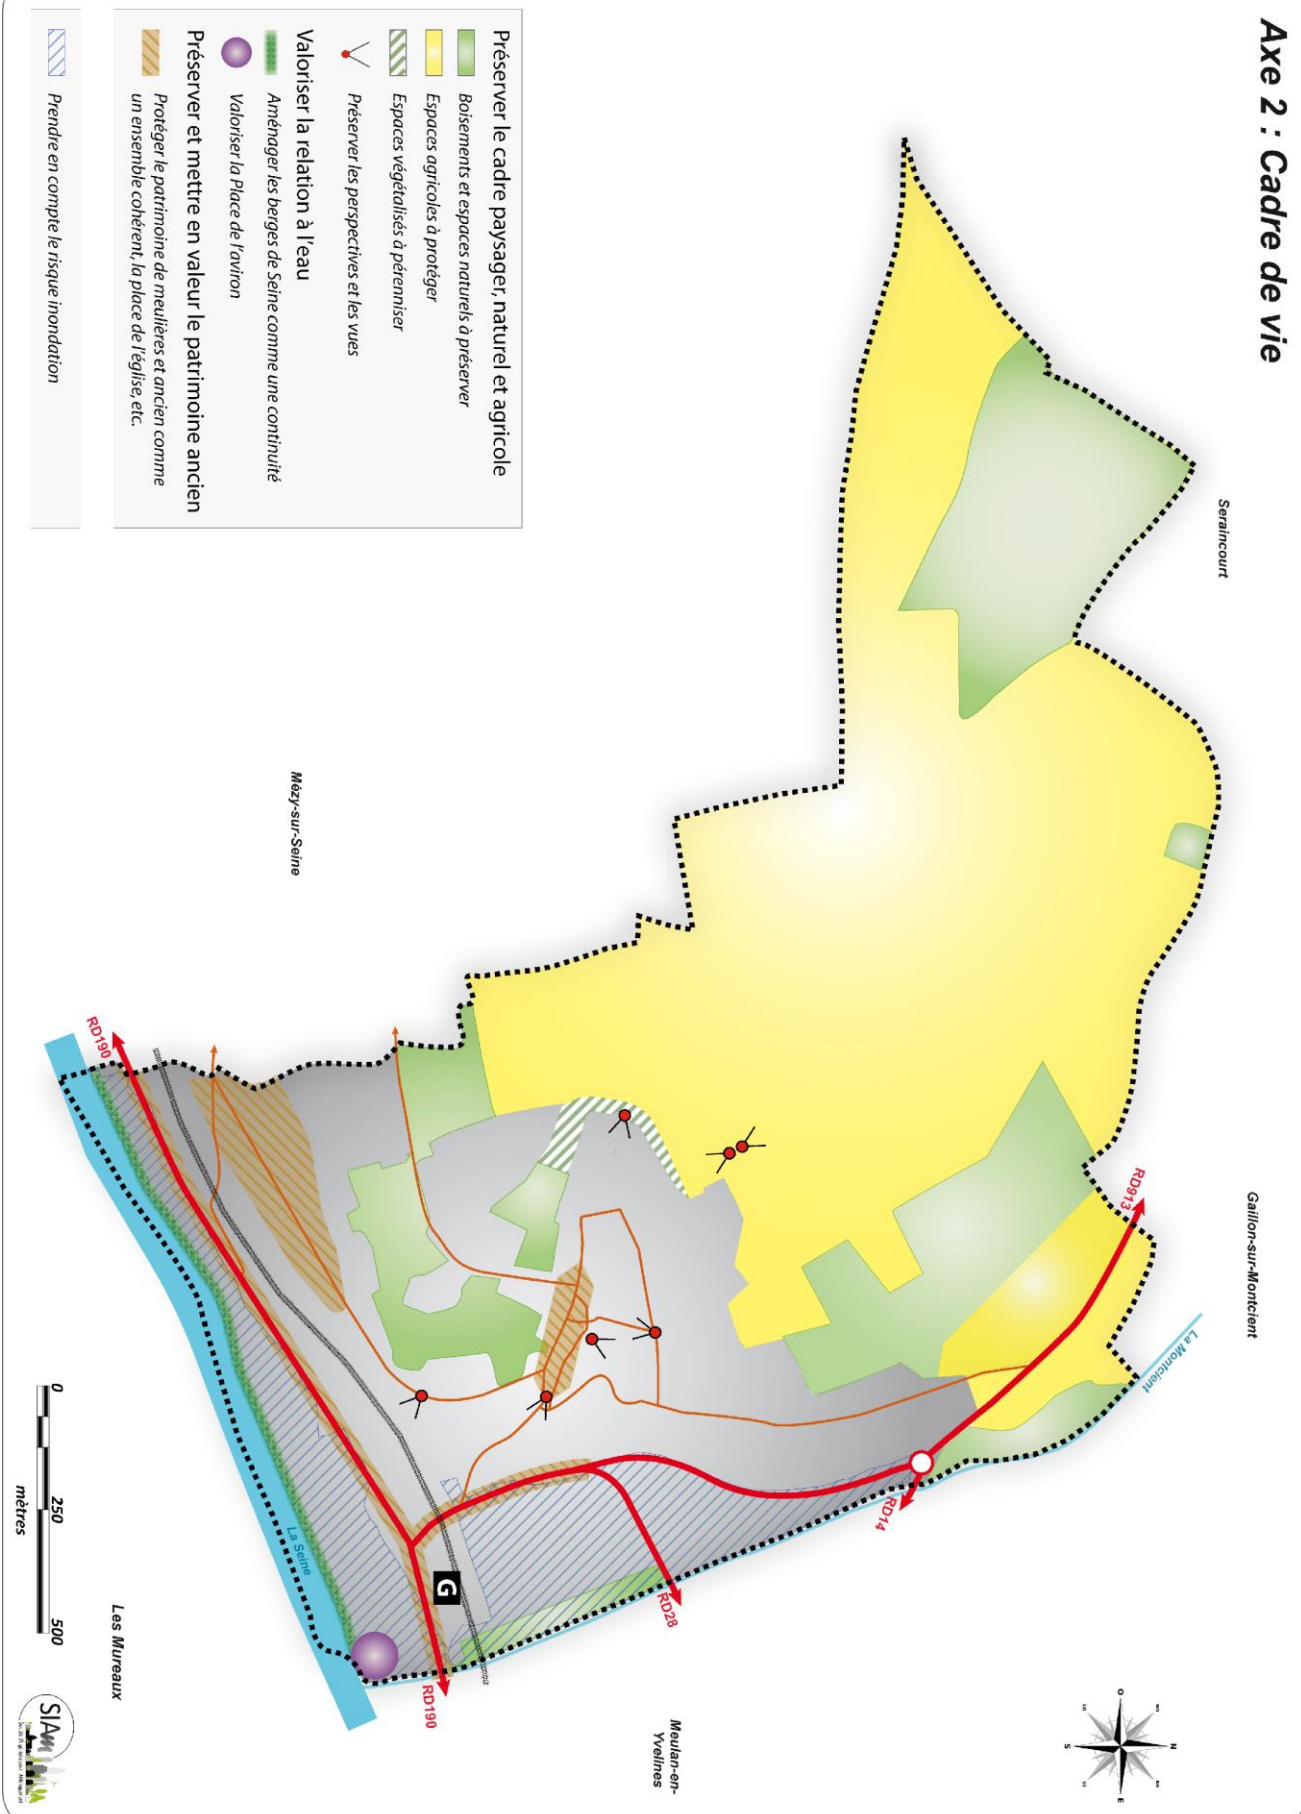 Axe 2 : Cadre de vie
Préserver le cadre paysager, naturel et agricole
Boisements et espaces naturels à préserver
Espaces agricoles à protéger
Espaces végétalisés à pérenniser
Préserver les perspectives et les vues
Valoriser la relation à l'eau
Aménager les berges de Seine comme une continuité
Valoriser la Place de l'aviron
Préserver et mettre en valeur le patrimoine ancien
Protéger le patrimoine de meulières et ancien comme
un ensemble cohérent, la place de l'église, etc.
Prendre en compte le risque inondation
Seraincourt
Gaillon-sur-Montcient
La Montcient
RD913
RD14
RD28
RD190
RD190
G
Mézy-sur-Seine
La Seine
Les Mureaux
Meulan-en-
Yvelines
0 250 500
mètres
N
O
E
S
SIAM